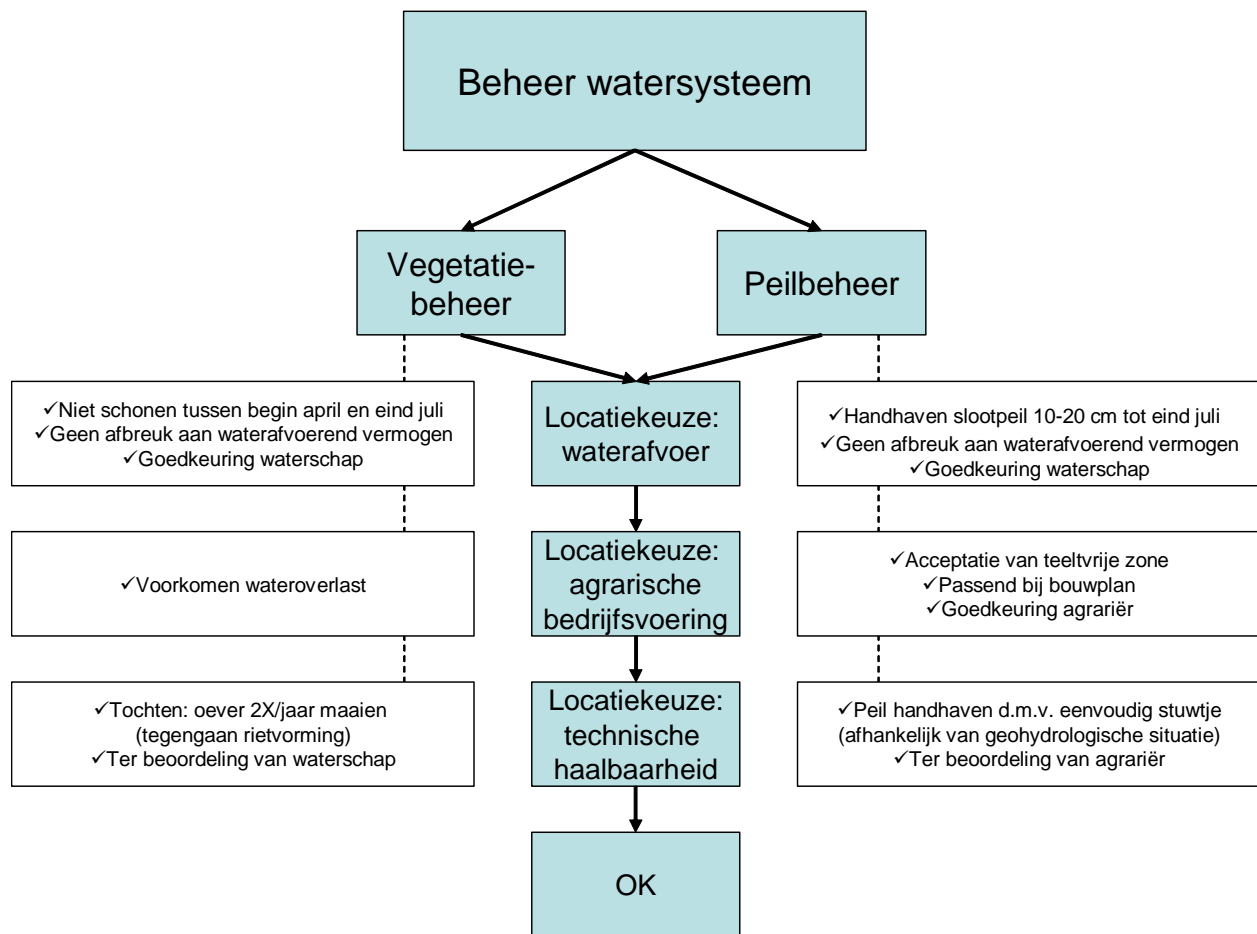 Beheer watersysteem
Vegetatie-
beheer
Peilbeheer
✓Niet schonen tussen begin april en eind juli
✓Geen afbreuk aan waterafvoerend vermogen
✓Goedkeuring waterschap
Locatiekeuze:
waterafvoer
✓Handhaven slootpeil 10-20 cm tot eind juli
✓Geen afbreuk aan waterafvoerend vermogen
✓Goedkeuring waterschap
✓Voorkomen wateroverlast
Locatiekeuze:
agrarische
bedrijfsvoering
✓Acceptatie van teeltvrije zone
✓Passend bij bouwplan
✓Goedkeuring agrariër
✓Tochten: oever 2X/jaar maaien
(tegengaan rietvorming)
✓Ter beoordeling van waterschap
Locatiekeuze:
technische
haalbaarheid
✓Peil handhaven d.m.v. eenvoudig stuwtje
(afhankelijk van geohydrologische situatie)
✓Ter beoordeling van agrariër
OK